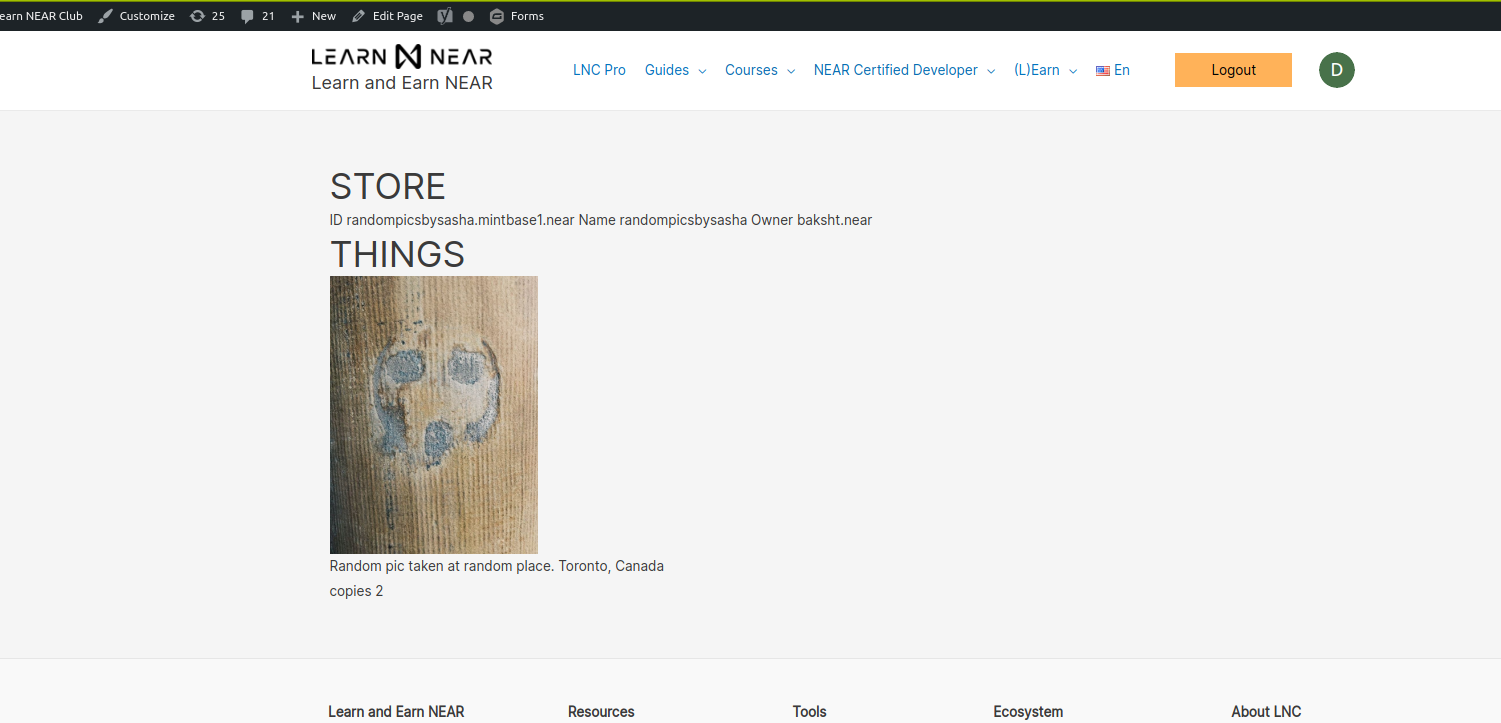 earn NEAR Club Customize 25 21 New Edit Page Forms
LEARN NEAR
Learn and Earn NEAR
LNC Pro Guides Courses NEAR Certified Developer (L)Earn En Logout D
STORE
ID randompicsbysasha.mintbase1.near Name randompicsbysasha Owner baksht.near
THINGS
Random pic taken at random place. Toronto, Canada
copies 2
Learn and Earn NEAR Resources Tools Ecosystem About LNC